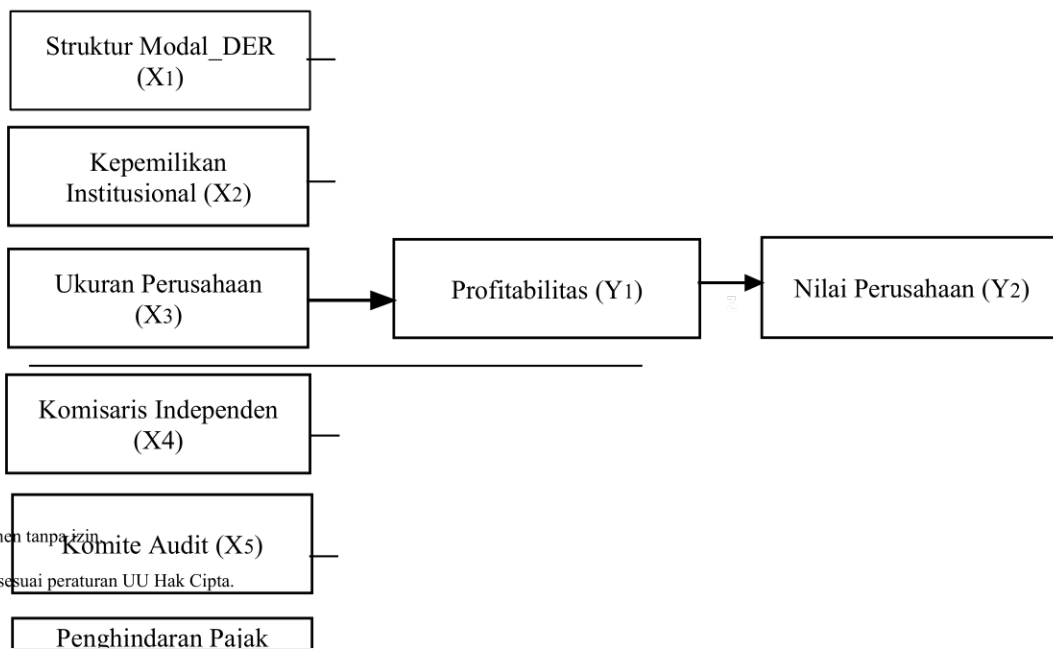 Struktur Modal_DER
(X1)
Kepemilikan
Institusional (X2)
Ukuran Perusahaan
(X3)
Profitabilitas (Y1)
Nilai Perusahaan (Y2)
Komisaris Independen
(X4)
tanpa izin.
Komite Audit (X5)
sesuai peraturan UU Hak Cipta.
Penghindaran Pajak